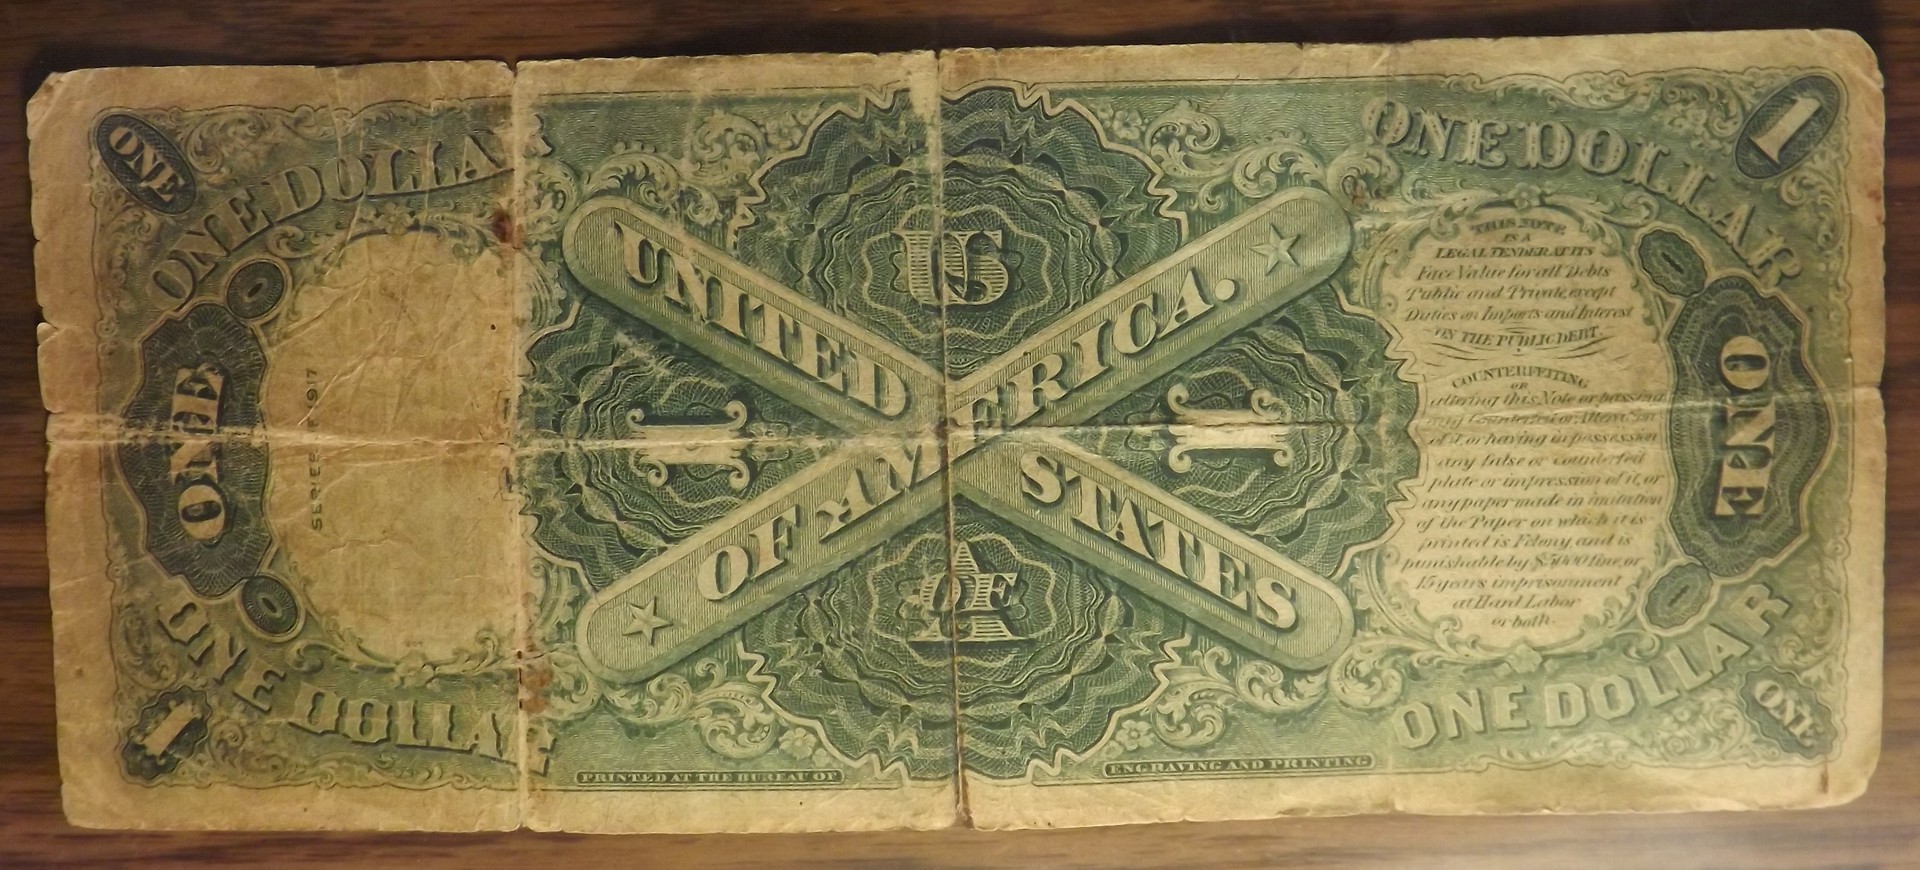 ONE
ONE DOLLAR
ONE DOLLAR
1
ONE
SERIES OF 1917
UNITED STATES
OF AMERICA.
US
OF
A
1
1
THIS NOTE
IS A
LEGAL TENDER AT ITS
Face Value for all Debts
Public and Private, except
Duties on Imports and Interest
ON THE PUBLIC DEBT.
COUNTERFEITING
OR
altering this Note or passing
any Counterfeit or Alteration
of it, or having in possession
any false or counterfeit
plate or impression of it, or
any paper made in imitation
of the Paper on which it is
printed is Felony, and is
punishable by $5000 fine, or
15 years imprisonment
at Hard Labor
or both.
ONE
1
ONE DOLLAR
ONE DOLLAR
ONE
PRINTED AT THE BUREAU OF
ENGRAVING AND PRINTING